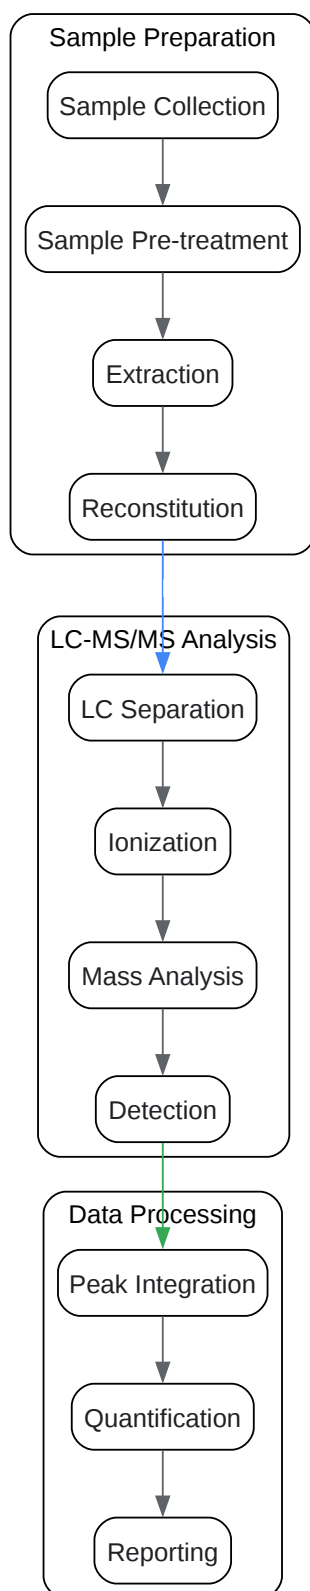 Sample Preparation
Sample Collection
Sample Pre-treatment
Extraction
Reconstitution
LC-MS/MS Analysis
LC Separation
Ionization
Mass Analysis
Detection
Data Processing
Peak Integration
Quantification
Reporting